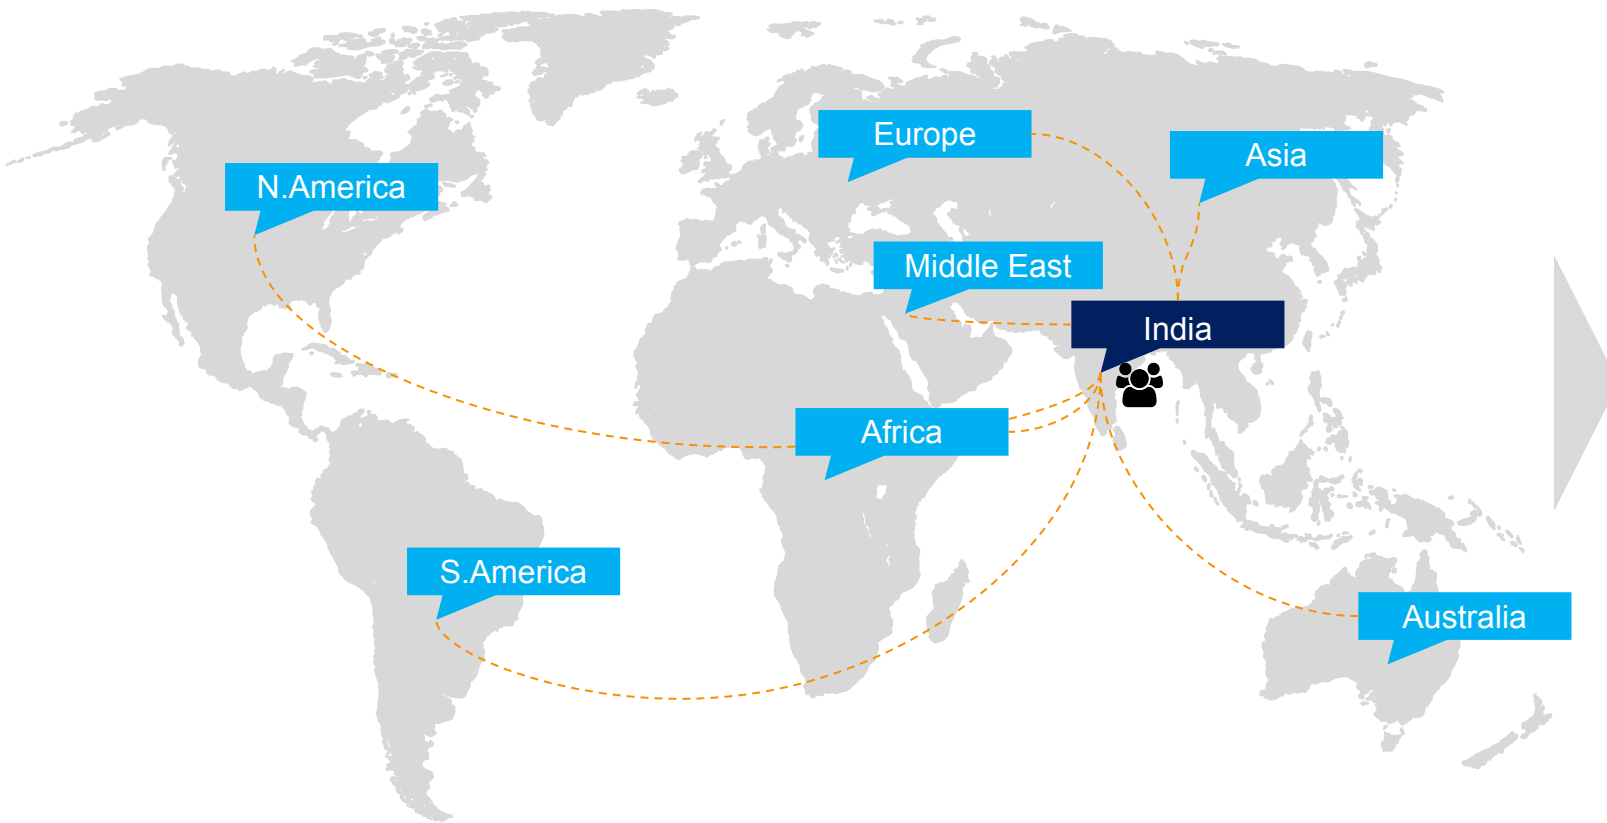 Europe
Asia
N.America
Middle East
India
Africa
S.America
Australia